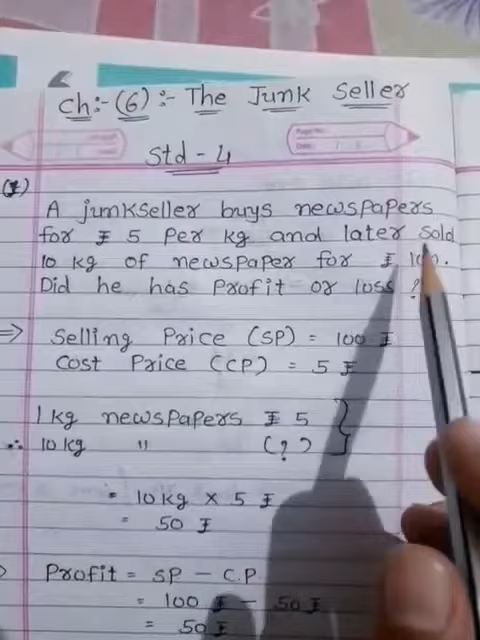 Ch:- (6) :- The Junk Seller
Std - 4
A junkseller buys newspapers
for ₹ 5 per kg and later sold
10 kg of newspaper for ₹ 100.
Did he has Profit or loss ?
⇒ Selling Price (SP) = 100 ₹
Cost Price (CP) = 5 ₹
1 kg newspapers ₹ 5
∴ 10 kg " (?)
= 10 kg × 5 ₹
= 50 ₹
Profit = SP - C.P
= 100 ₹ - 50 ₹
= 50 ₹